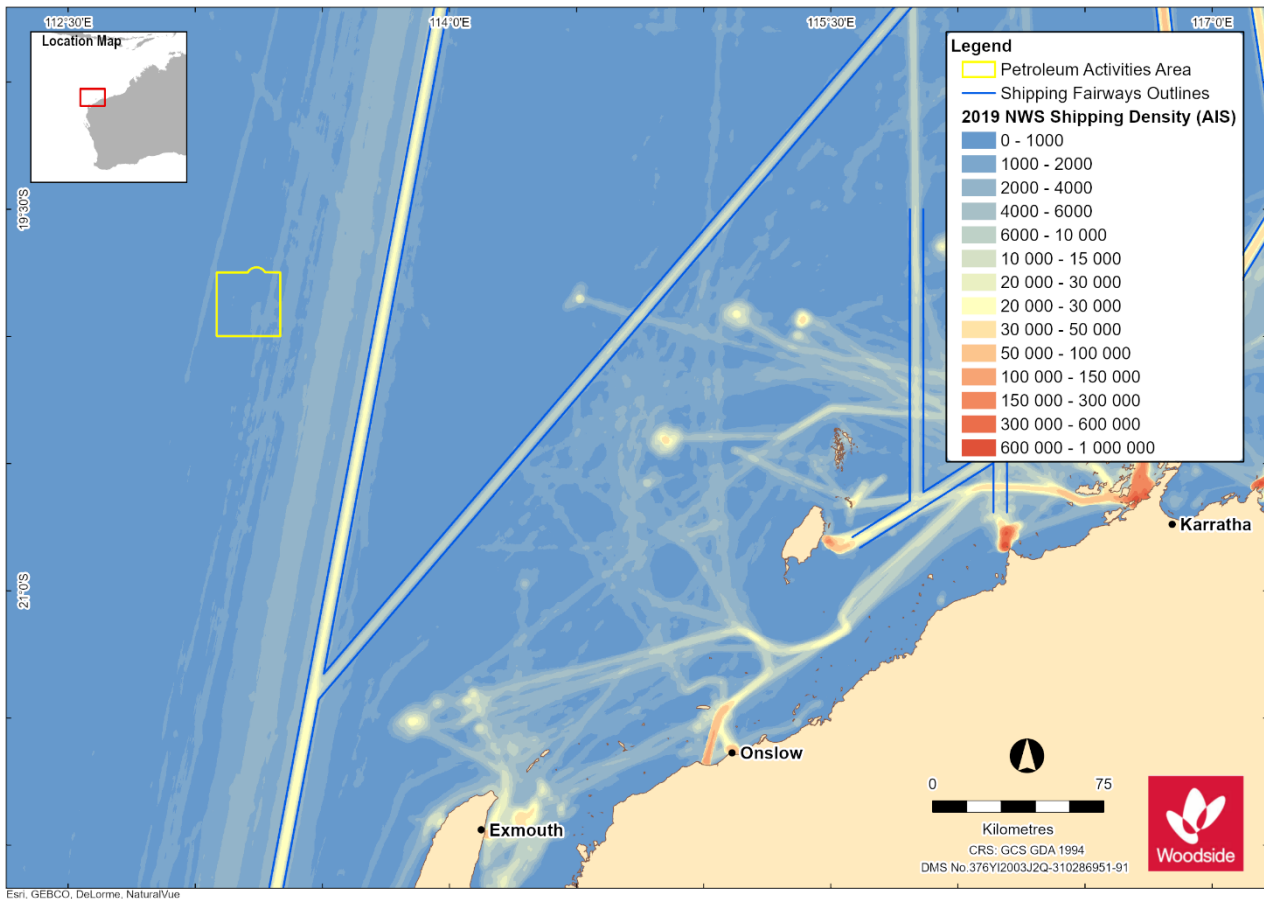 112°30'E
114°0'E
115°30'E
117°0'E
Location Map
19°30'S
21°0'S
Legend
Petroleum Activities Area
Shipping Fairways Outlines
2019 NWS Shipping Density (AIS)
0 - 1000
1000 - 2000
2000 - 4000
4000 - 6000
6000 - 10 000
10 000 - 15 000
20 000 - 30 000
20 000 - 30 000
30 000 - 50 000
50 000 - 100 000
100 000 - 150 000
150 000 - 300 000
300 000 - 600 000
600 000 - 1 000 000
Karratha
Onslow
Exmouth
0 75
Kilometres
CRS: GCS GDA 1994
DMS No.376YI2003J2Q-310286951-91
Woodside
Esri, GEBCO, DeLorme, NaturalVue